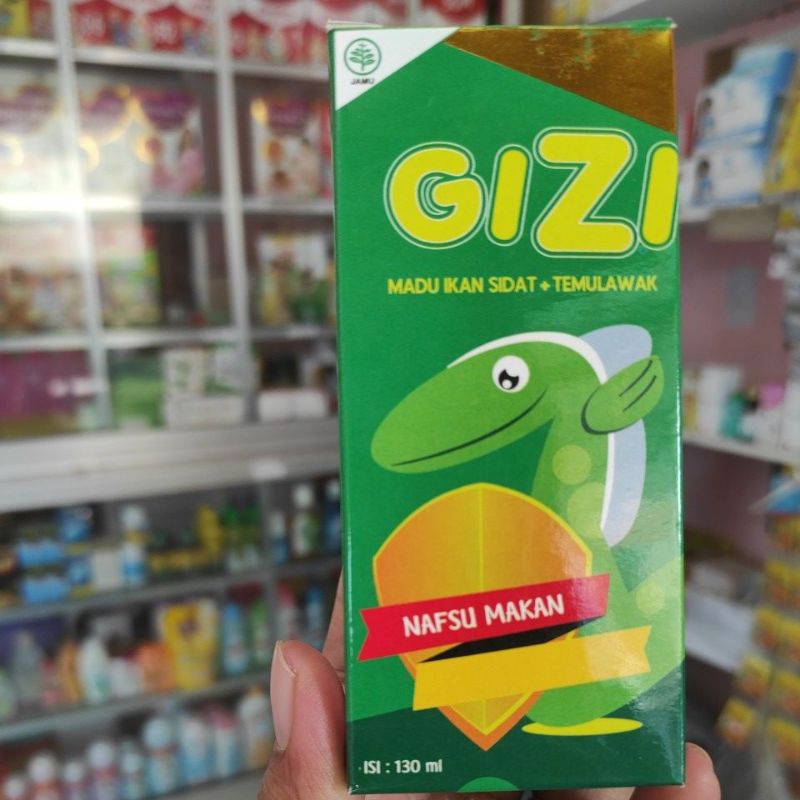 JAMU
GIZI
MADU IKAN SIDAT + TEMULAWAK
NAFSU MAKAN
ISI : 130 ml